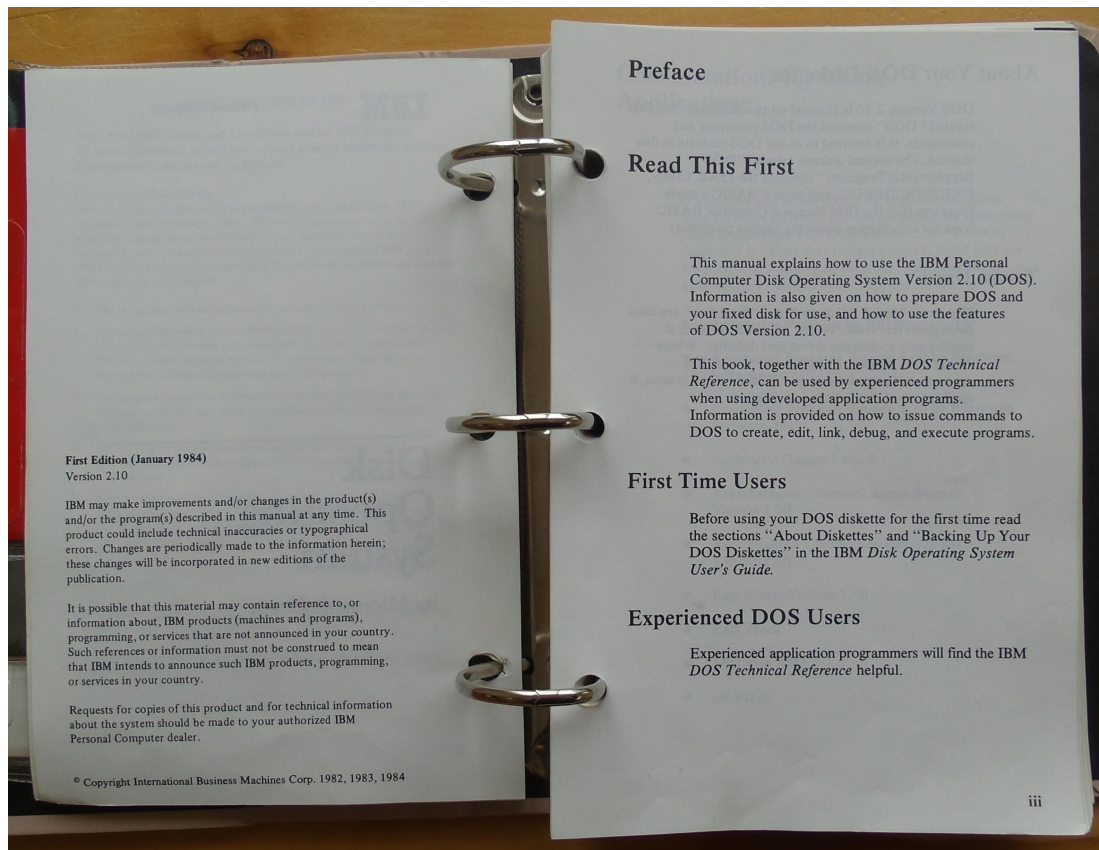 First Edition (January 1984)
Version 2.10
IBM may make improvements and/or changes in the product(s)
and/or the program(s) described in this manual at any time. This
product could include technical inaccuracies or typographical
errors. Changes are periodically made to the information herein;
these changes will be incorporated in new editions of the
publication.
It is possible that this material may contain reference to, or
information about, IBM products (machines and programs),
programming, or services that are not announced in your country.
Such references or information must not be construed to mean
that IBM intends to announce such IBM products, programming,
or services in your country.
Requests for copies of this product and for technical information
about the system should be made to your authorized IBM
Personal Computer dealer.
© Copyright International Business Machines Corp. 1982, 1983, 1984
Preface
Read This First
This manual explains how to use the IBM Personal
Computer Disk Operating System Version 2.10 (DOS).
Information is also given on how to prepare DOS and
your fixed disk for use, and how to use the features
of DOS Version 2.10.
This book, together with the IBM DOS Technical
Reference, can be used by experienced programmers
when using developed application programs.
Information is provided on how to issue commands to
DOS to create, edit, link, debug, and execute programs.
First Time Users
Before using your DOS diskette for the first time read
the sections “About Diskettes” and “Backing Up Your
DOS Diskettes” in the IBM Disk Operating System
User's Guide.
Experienced DOS Users
Experienced application programmers will find the IBM
DOS Technical Reference helpful.
iii